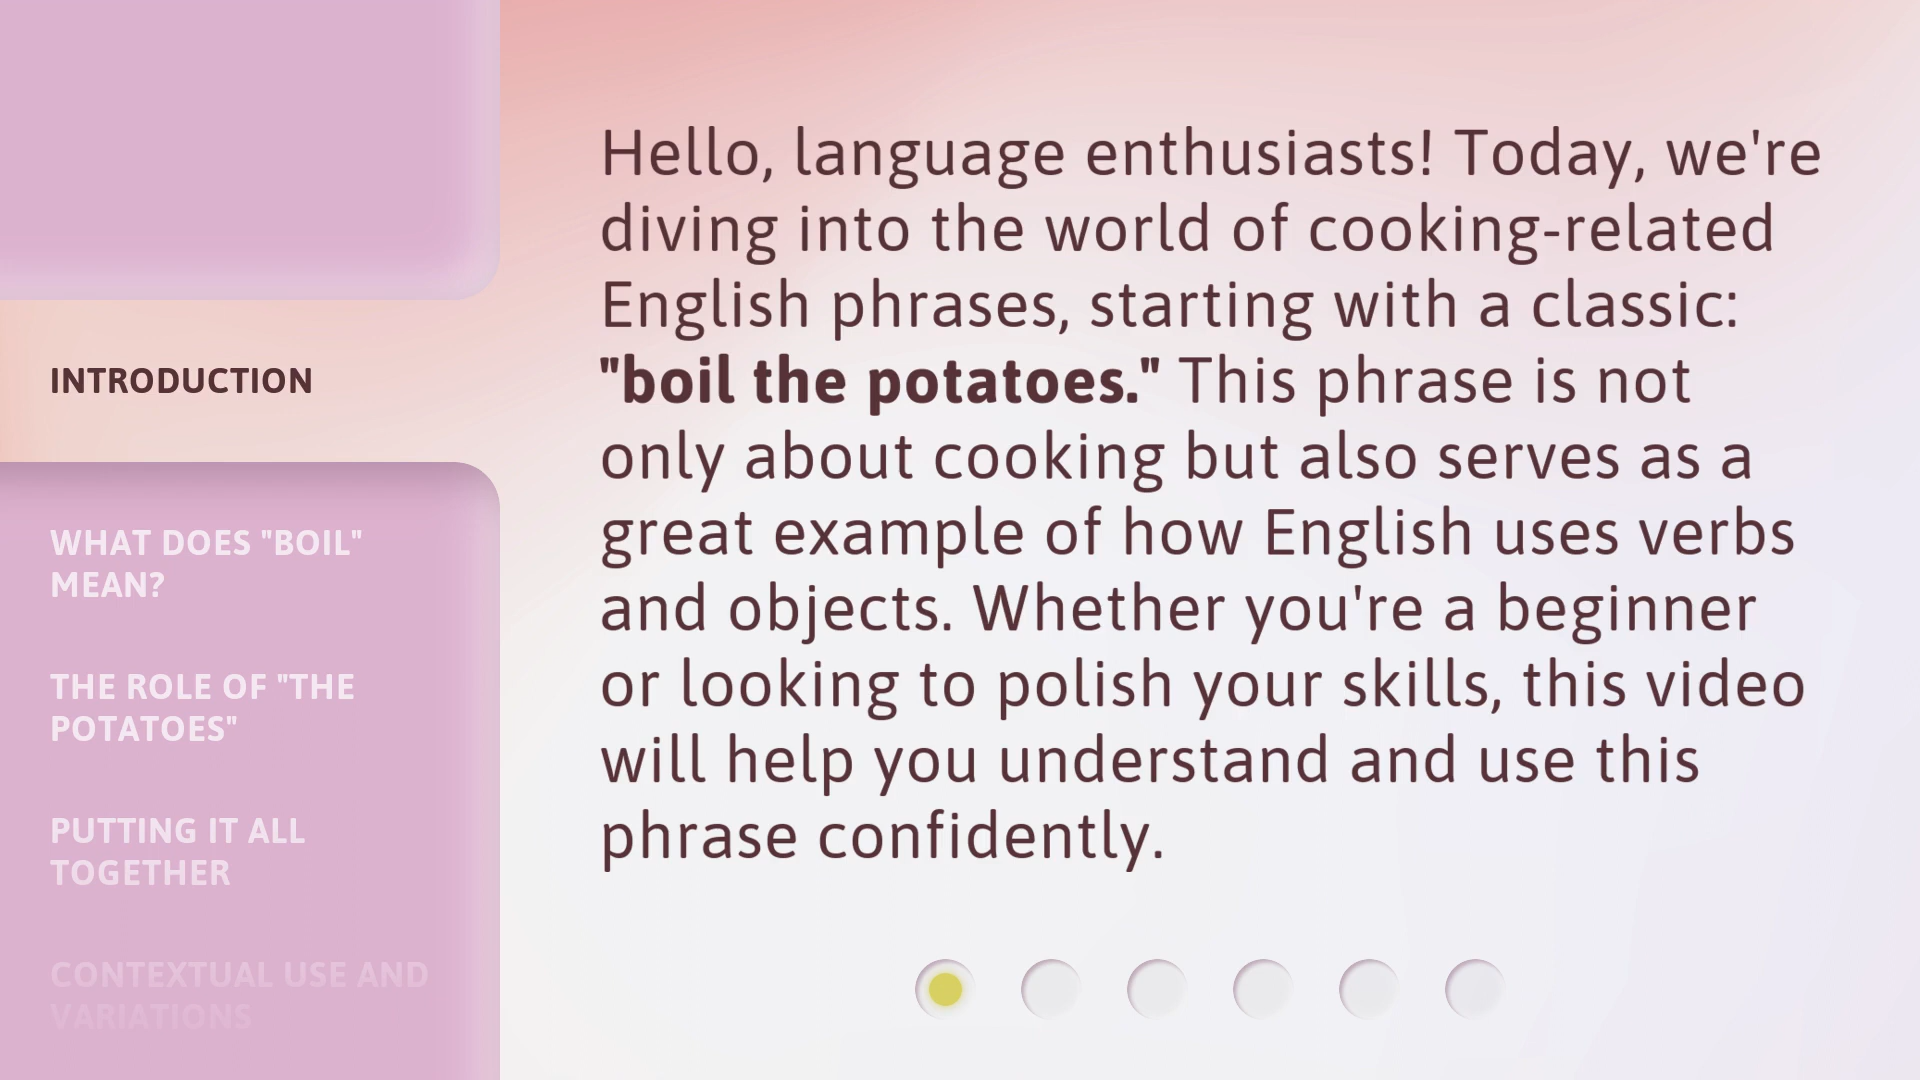 INTRODUCTION
WHAT DOES "BOIL"
MEAN?
THE ROLE OF "THE
POTATOES"
PUTTING IT ALL
TOGETHER
CONTEXTUAL USE AND
VARIATIONS
Hello, language enthusiasts! Today, we're
diving into the world of cooking-related
English phrases, starting with a classic:
"boil the potatoes." This phrase is not
only about cooking but also serves as a
great example of how English uses verbs
and objects. Whether you're a beginner
or looking to polish your skills, this video
will help you understand and use this
phrase confidently.